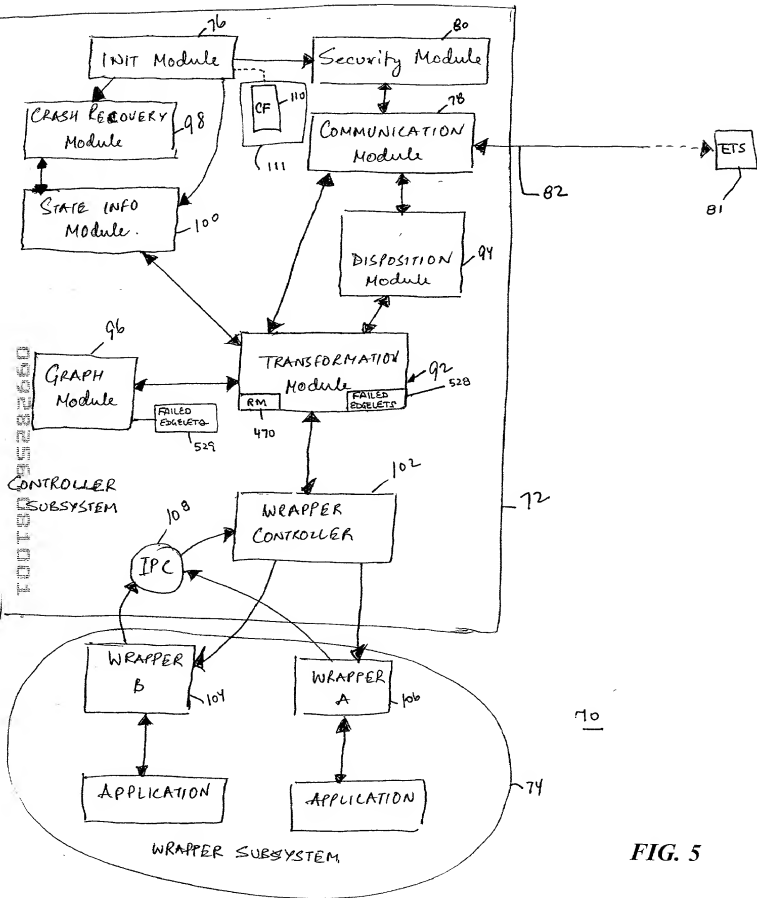 76
INIT Module
80
Security Module
CF
110
111
98
CRASH RECOVERY
Module
78
COMMUNICATION
Module
82
ETS
81
STATE INFO
MODULE.
100
94
DISPOSITION
Module
96
GRAPH
Module
FAILED
EDGELETS
529
TRANSFORMATION
Module
92
RM
470
FAILED
EDGELETS
528
CONTROLLER
SUBSYSTEM
102
WRAPPER
CONTROLLER
108
IPC
72
WRAPPER
B
104
WRAPPER
A
106
70
APPLICATION
APPLICATION
74
WRAPPER SUBSYSTEM
FIG. 5